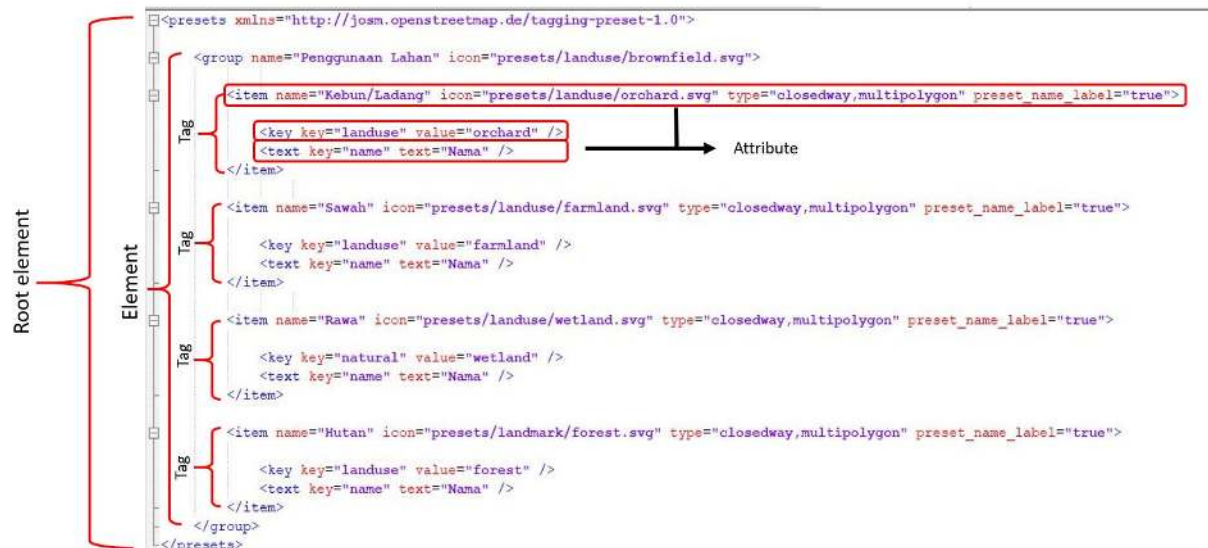 <presets xmlns="http://josm.openstreetmap.de/tagging-preset-1.0">
<group name="Penggunaan Lahan" icon="presets/landuse/brownfield.svg">
<item name="Kebun/Ladang" icon="presets/landuse/orchard.svg" type="closedway,multipolygon" preset_name_label="true">
Tag
<key key="landuse" value="orchard" />
<text key="name" text="Nama" />
Attribute
</item>
<item name="Sawah" icon="presets/landuse/farmland.svg" type="closedway,multipolygon" preset_name_label="true">
Tag
<key key="landuse" value="farmland" />
<text key="name" text="Nama" />
</item>
Root element
Element
<item name="Rawa" icon="presets/landuse/wetland.svg" type="closedway,multipolygon" preset_name_label="true">
Tag
<key key="natural" value="wetland" />
<text key="name" text="Nama" />
</item>
<item name="Hutan" icon="presets/landmark/forest.svg" type="closedway,multipolygon" preset_name_label="true">
Tag
<key key="landuse" value="forest" />
<text key="name" text="Nama" />
</item>
</group>
</presets>